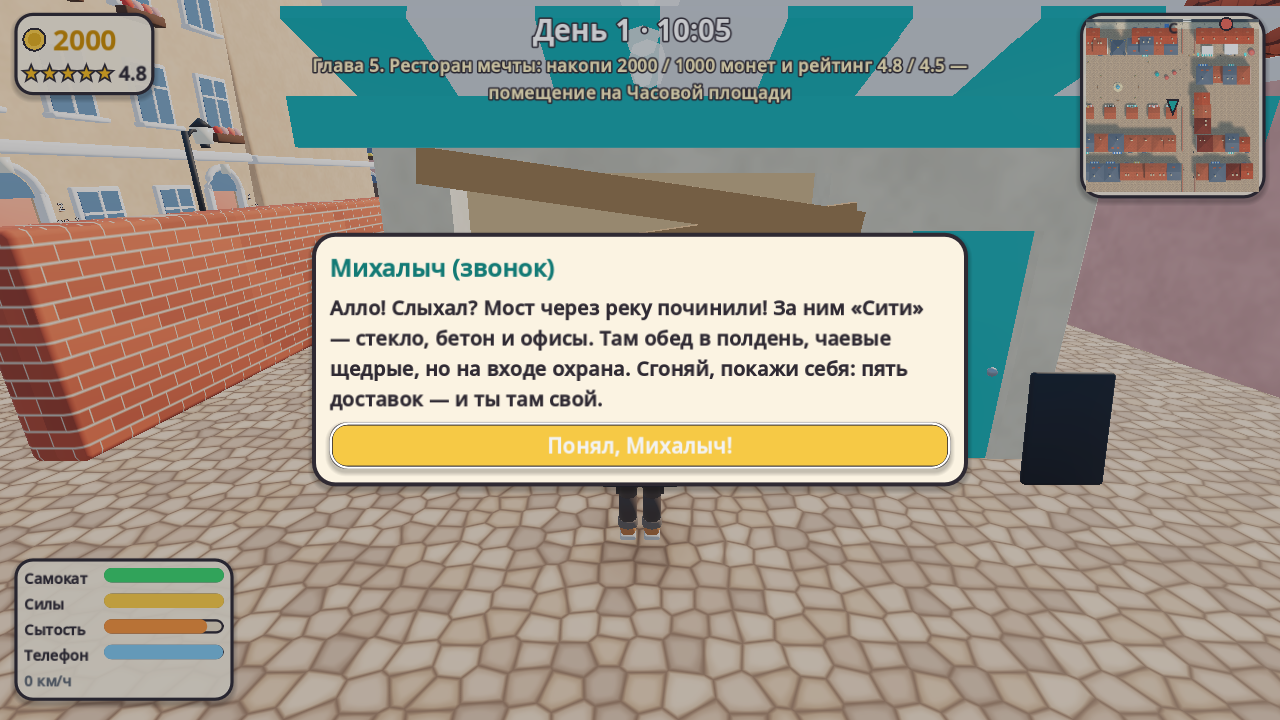 2000
4.8
День 1 · 10:05
Глава 5. Ресторан мечты: накопи 2000 / 1000 монет и рейтинг 4.8 / 4.5 —
помещение на Часовой площади
Михалыч (звонок)
Алло! Слыхал? Мост через реку починили! За ним «Сити»
— стекло, бетон и офисы. Там обед в полдень, чаевые
щедрые, но на входе охрана. Сгоняй, покажи себя: пять
доставок — и ты там свой.
Понял, Михалыч!
Самокат
Силы
Сытость
Телефон
0 км/ч